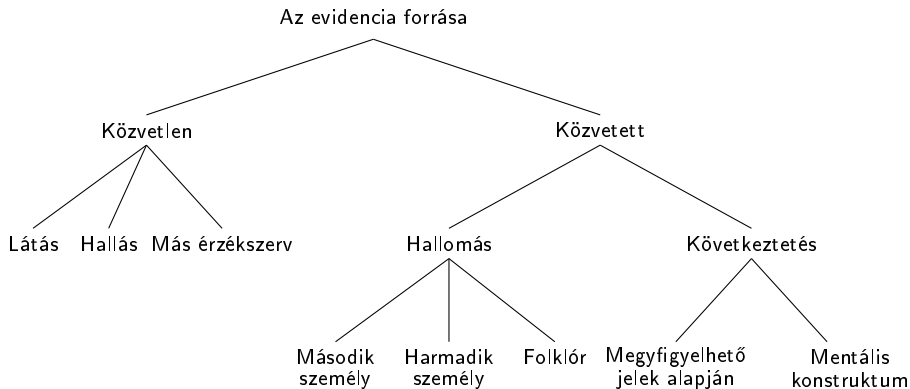 Az evidencia forrása
Közvetlen
Közvetett
Látás
Hallás
Más érzékszerv
Hallomás
Következtetés
Második
személy
Harmadik
személy
Folklór
Megyfigyelhető
jelek alapján
Mentális
konstruktum